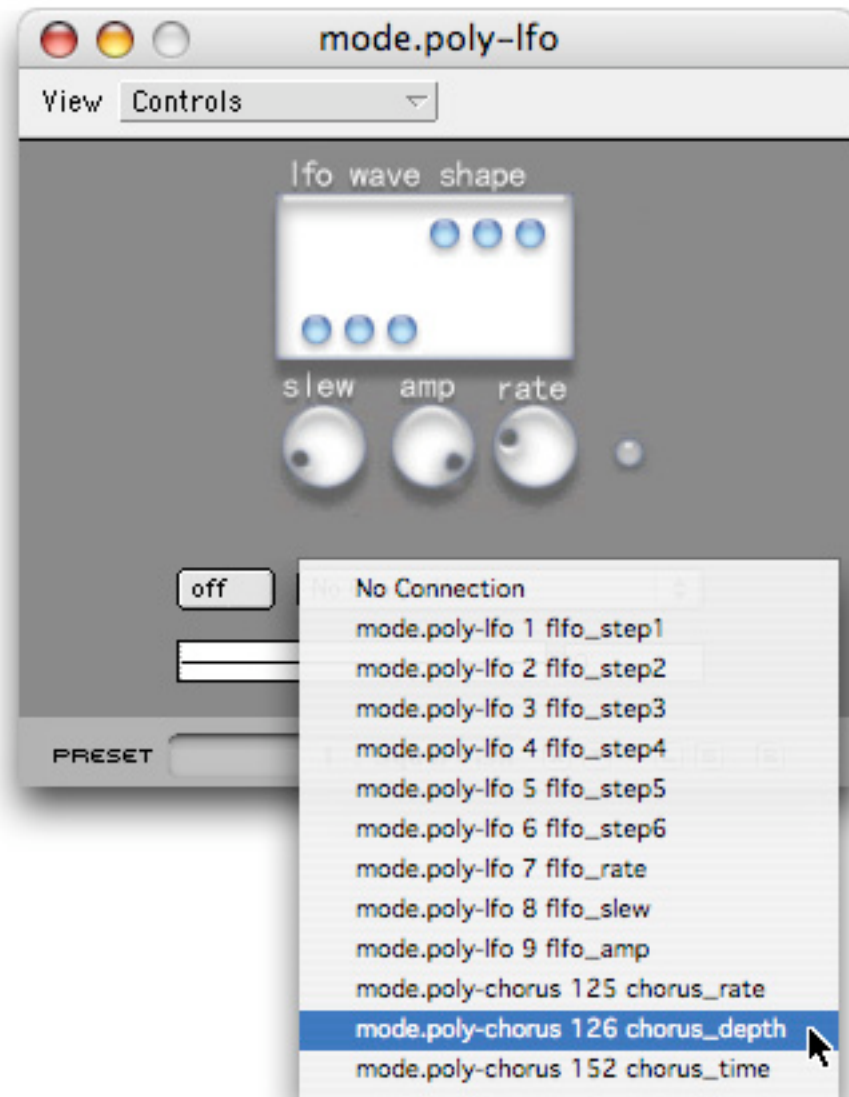 mode.poly-lfo
View Controls
lfo wave shape
slew amp rate
off
No Connection
mode.poly-lfo 1 flfo_step1
mode.poly-lfo 2 flfo_step2
mode.poly-lfo 3 flfo_step3
mode.poly-lfo 4 flfo_step4
mode.poly-lfo 5 flfo_step5
mode.poly-lfo 6 flfo_step6
mode.poly-lfo 7 flfo_rate
mode.poly-lfo 8 flfo_slew
mode.poly-lfo 9 flfo_amp
PRESET
mode.poly-chorus 125 chorus_rate
mode.poly-chorus 126 chorus_depth
mode.poly-chorus 152 chorus_time